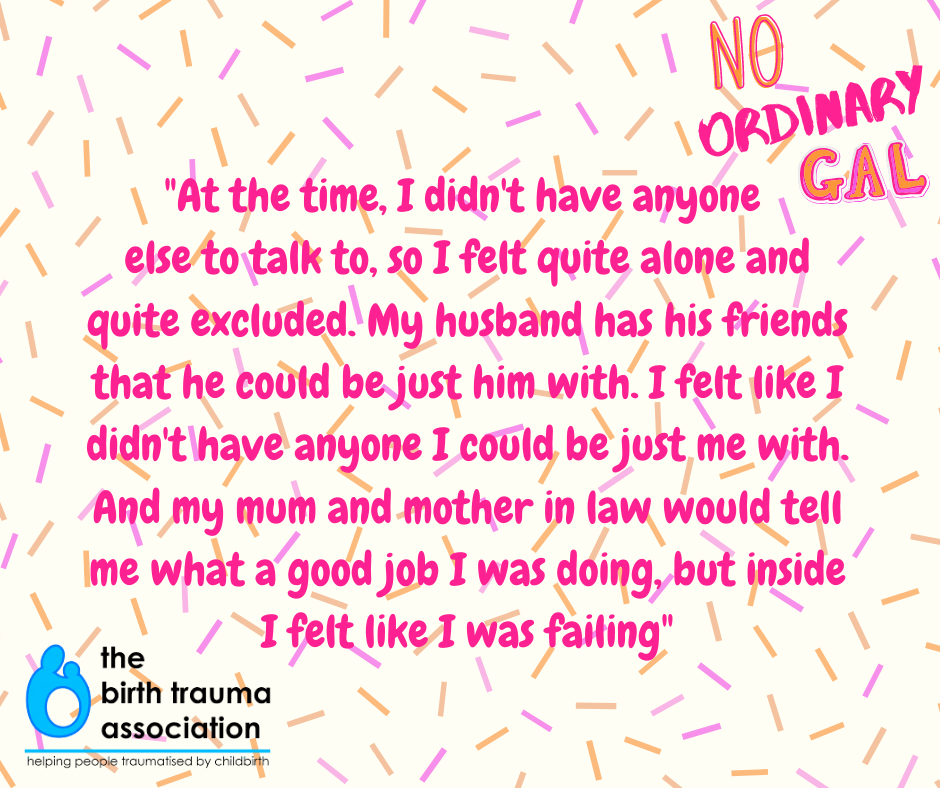 NO
ORDINARY
GAL
"At the time, I didn't have anyone
else to talk to, so I felt quite alone and
quite excluded. My husband has his friends
that he could be just him with. I felt like I
didn't have anyone I could be just me with.
And my mum and mother in law would tell
me what a good job I was doing, but inside
I felt like I was failing"
the
birth trauma
association
helping people traumatised by childbirth